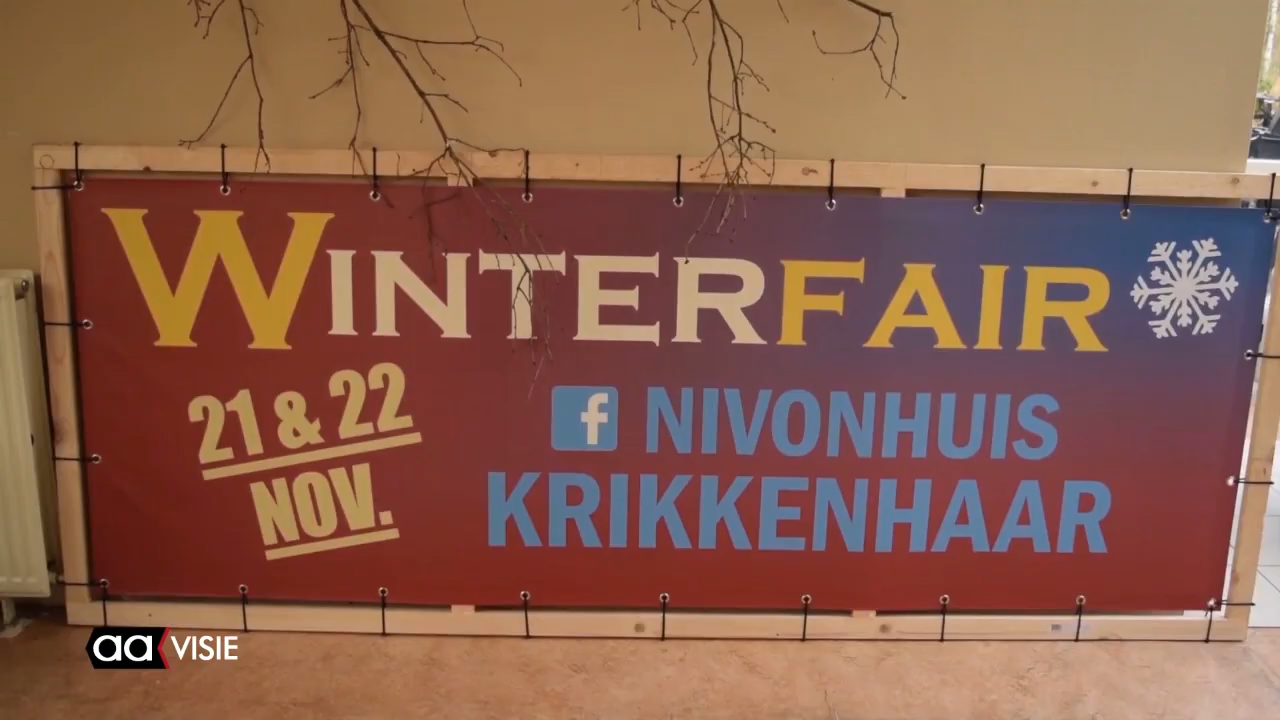 WINTERFAIR
21 & 22
NOV.
f NIVONHUIS
KRIKKENHAAR
aa VISIE